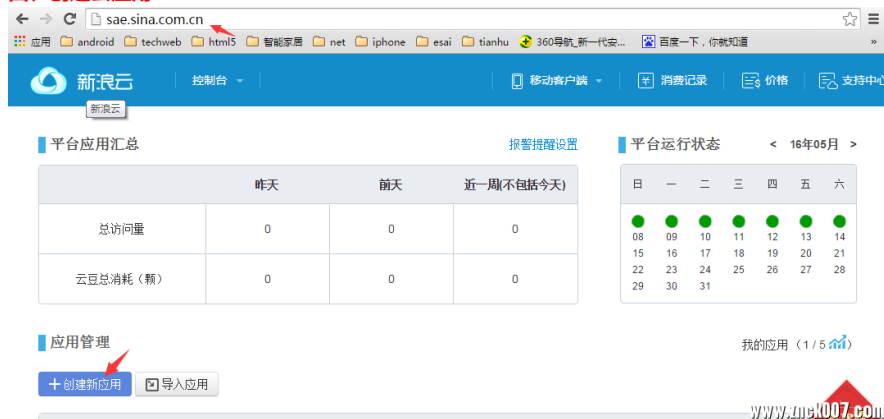 sae.sina.com.cn
应用 android techweb html5 智能家居 net iphone esai tianhu 360导航_新一代安... 百度一下，你就知道 »
新浪云 控制台 移动客户端 消费记录 价格 支持中心
新浪云
平台应用汇总 报警提醒设置 平台运行状态 < 16年05月 >
昨天 前天 近一周(不包括今天) 日 一 二 三 四 五 六
总访问量 0 0 0
08 09 10 11 12 13 14
15 16 17 18 19 20 21
云豆总消耗（颗） 0 0 0
22 23 24 25 26 27 28
29 30 31
应用管理 我的应用（1 / 5）
创建新应用 导入应用
www.znck007.com